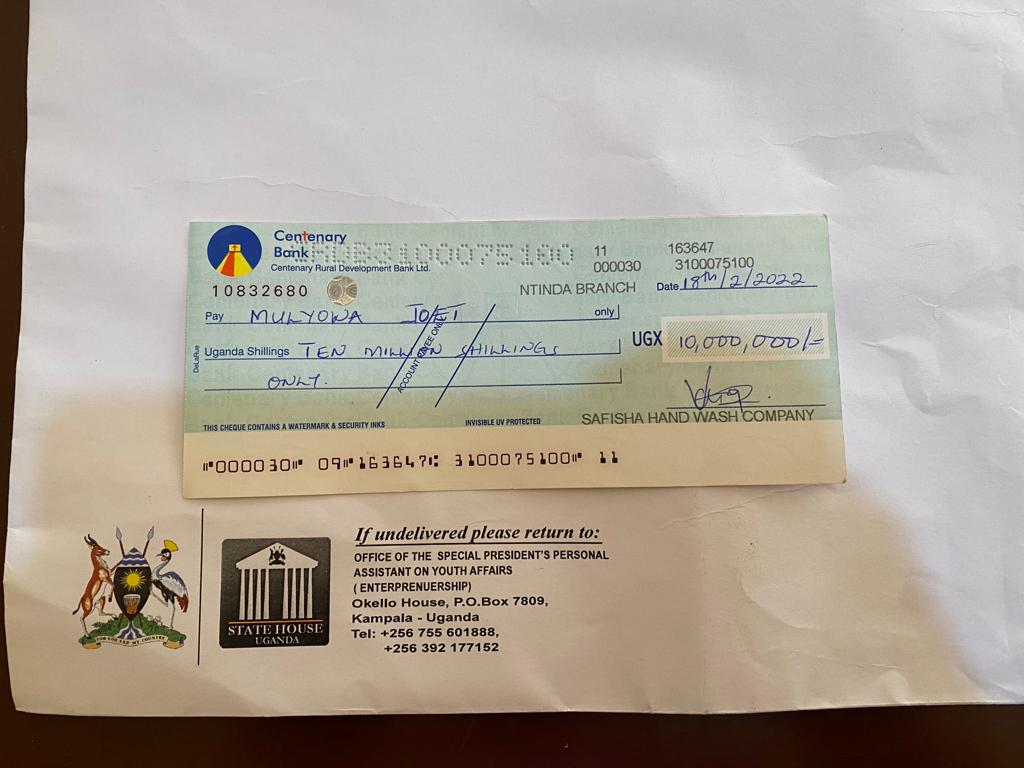 Centenary
Bank
CRDB3100075100
Centenary Rural Development Bank Ltd.
11
163647
000030
3100075100
10832680
NTINDA BRANCH
Date 18th/2/2022
Pay MULYOWA JOET only
ACCOUNT PAYEE ONLY
DeLaRue
Uganda Shillings TEN MILLION SHILLINGS
ONLY.
UGX 10,000,000/=
SAFISHA HAND WASH COMPANY
THIS CHEQUE CONTAINS A WATERMARK & SECURITY INKS
INVISIBLE UV PROTECTED
⑈000030⑈ 09⑈163647⑆ 3100075100⑈ 11
If undelivered please return to:
OFFICE OF THE SPECIAL PRESIDENT'S PERSONAL
ASSISTANT ON YOUTH AFFAIRS
( ENTERPRENUERSHIP)
Okello House, P.O.Box 7809,
Kampala - Uganda
Tel: +256 755 601888,
+256 392 177152
STATE HOUSE
UGANDA
FOR GOD AND MY COUNTRY